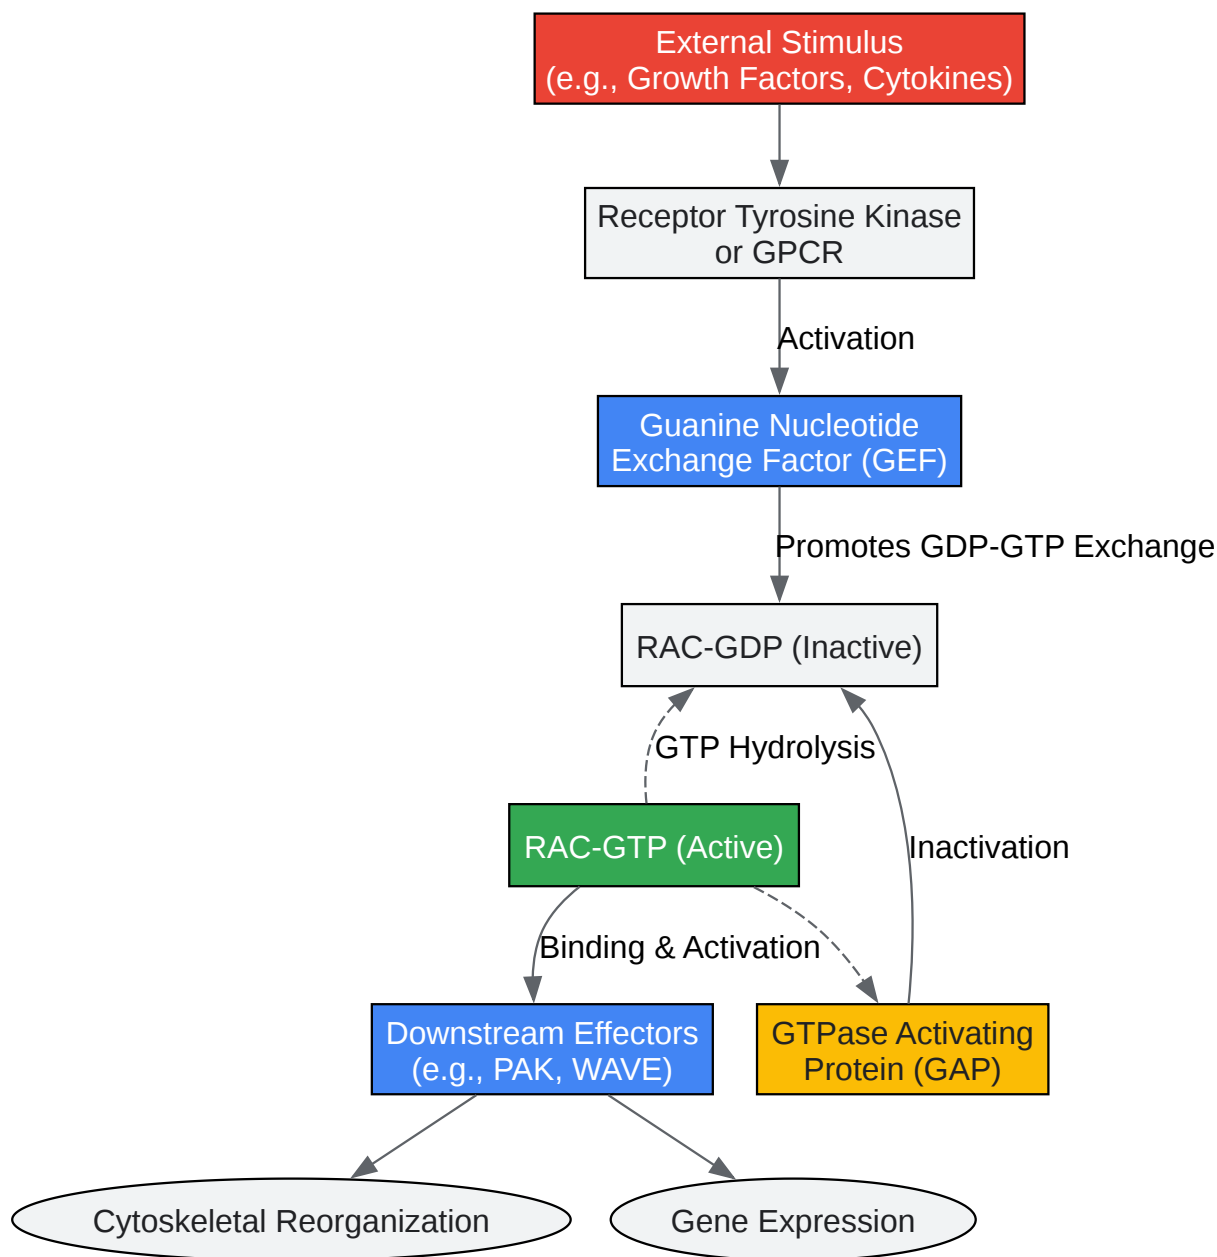 External Stimulus
(e.g., Growth Factors, Cytokines)
Receptor Tyrosine Kinase
or GPCR
Activation
Guanine Nucleotide
Exchange Factor (GEF)
Promotes GDP-GTP Exchange
RAC-GDP (Inactive)
GTP Hydrolysis
RAC-GTP (Active)
Inactivation
Binding & Activation
Downstream Effectors
(e.g., PAK, WAVE)
GTPase Activating
Protein (GAP)
Cytoskeletal Reorganization
Gene Expression